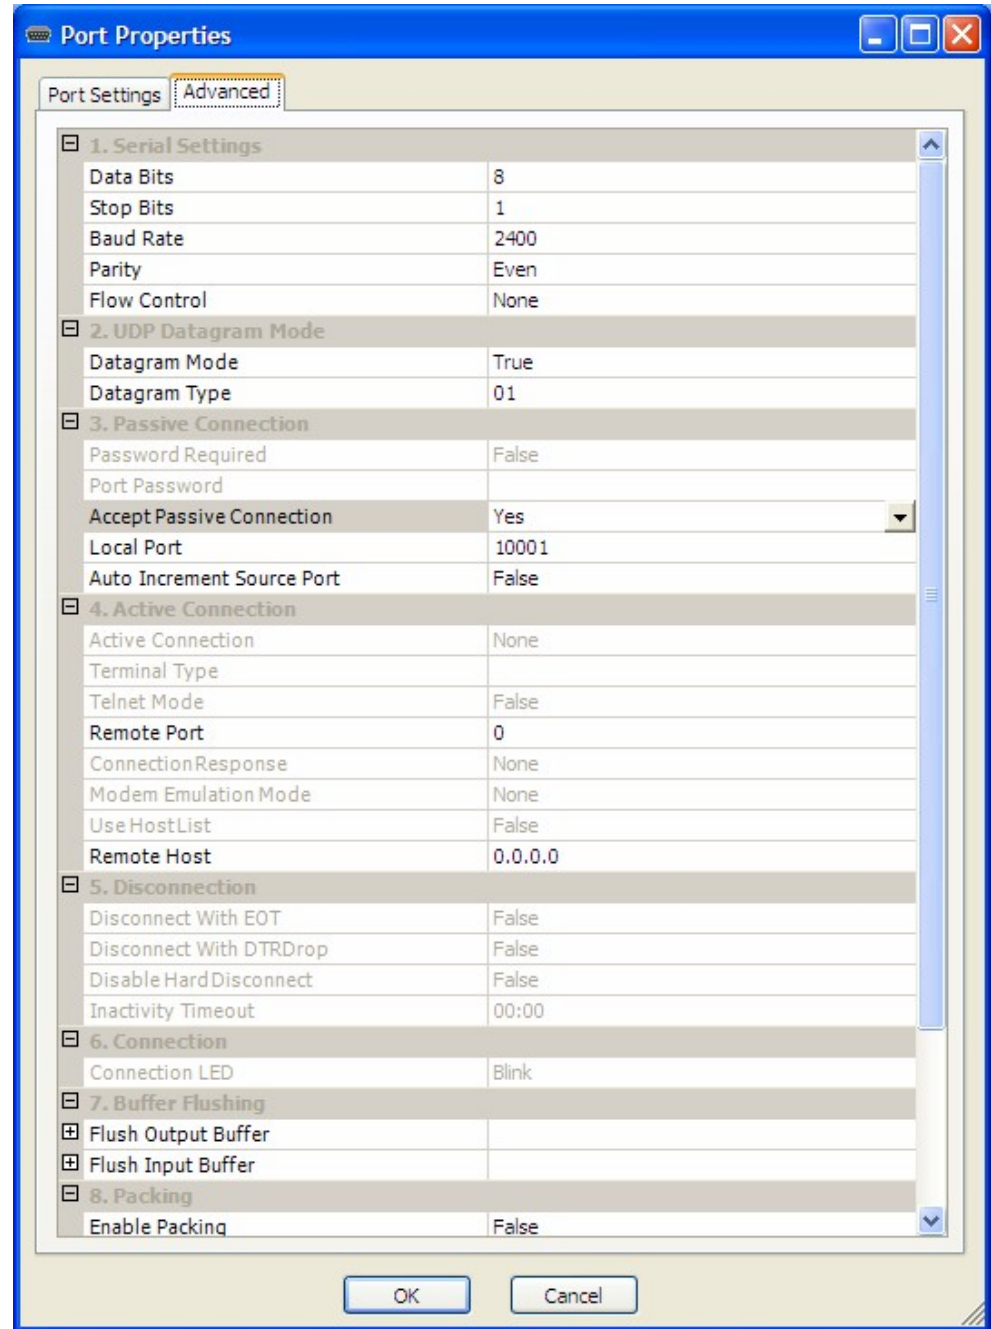 Port Properties
Port Settings Advanced
1. Serial Settings
Data Bits 8
Stop Bits 1
Baud Rate 2400
Parity Even
Flow Control None
2. UDP Datagram Mode
Datagram Mode True
Datagram Type 01
3. Passive Connection
Password Required False
Port Password
Accept Passive Connection Yes
Local Port 10001
Auto Increment Source Port False
4. Active Connection
Active Connection None
Terminal Type
Telnet Mode False
Remote Port 0
Connection Response None
Modem Emulation Mode None
Use Host List False
Remote Host 0.0.0.0
5. Disconnection
Disconnect With EOT False
Disconnect With DTRDrop False
Disable Hard Disconnect False
Inactivity Timeout 00:00
6. Connection
Connection LED Blink
7. Buffer Flushing
Flush Output Buffer
Flush Input Buffer
8. Packing
Enable Packing False
OK Cancel